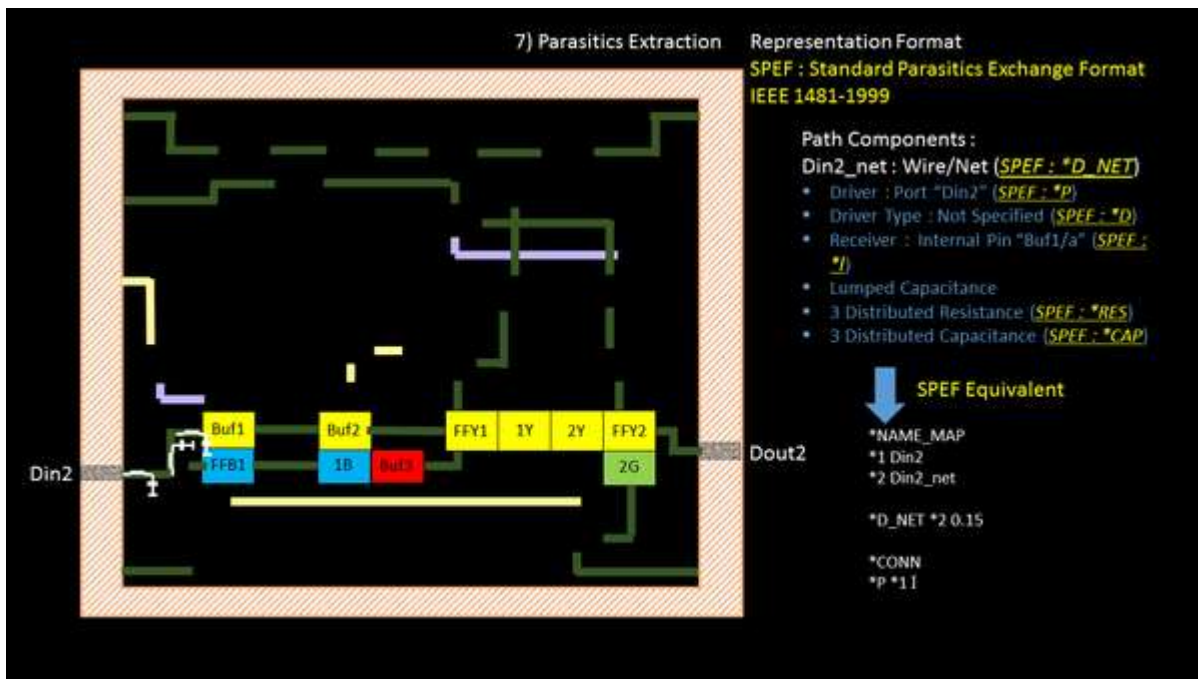 7) Parasitics Extraction
Representation Format
SPEF : Standard Parasitics Exchange Format
IEEE 1481-1999
Path Components :
Din2_net : Wire/Net (SPEF : *D_NET)
• Driver : Port "Din2" (SPEF : *P)
• Driver Type : Not Specified (SPEF : *D)
• Receiver : Internal Pin "Buf1/a" (SPEF :
*I)
• Lumped Capacitance
• 3 Distributed Resistance (SPEF : *RES)
• 3 Distributed Capacitance (SPEF : *CAP)
SPEF Equivalent
*NAME_MAP
*1 Din2
*2 Din2_net
*D_NET *2 0.15
*CONN
*P *1 I
Buf1
Buf2
FFY1
1Y
2Y
FFY2
FFB1
1B
Buf3
2G
Din2
Dout2